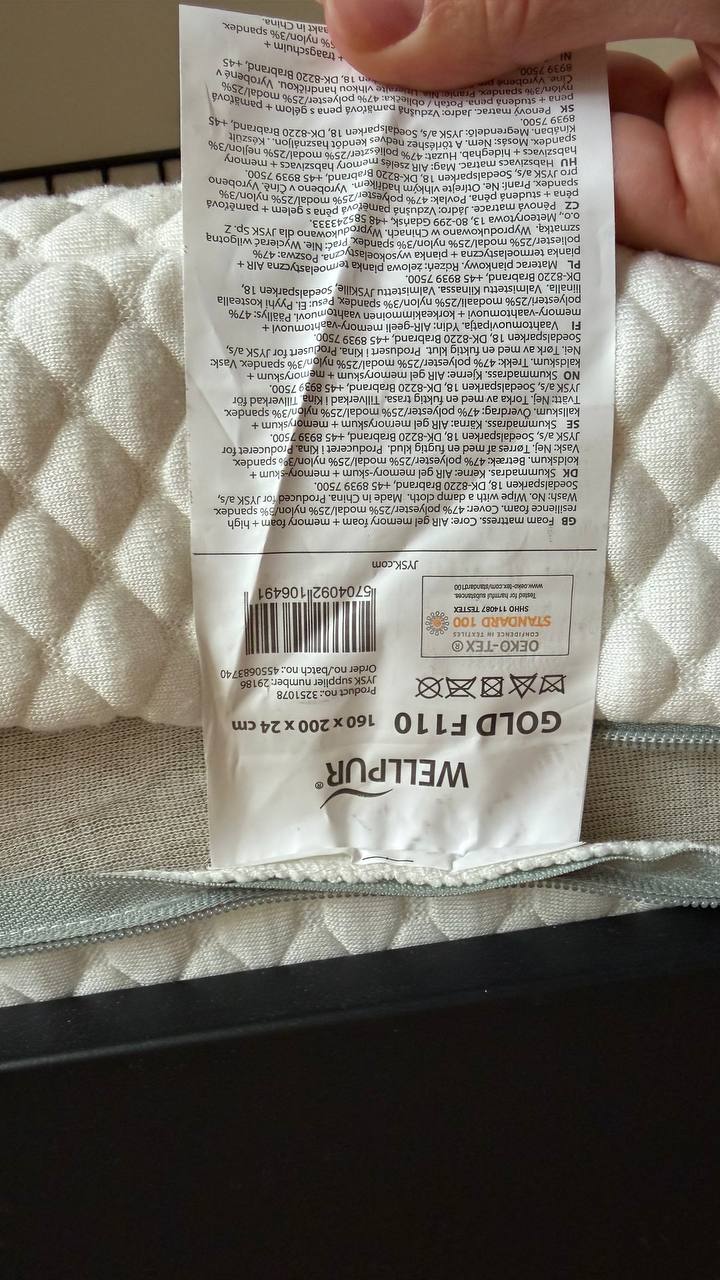 WELLPUR®
GOLD F110 160 x 200 x 24 cm
Product no.: 3251078
JYSK supplier no.: 29186
Order no/batch no.: 4550683740
OEKO-TEX®
CONFIDENCE IN TEXTILES
STANDARD 100
SHHO 114087 TESTEX
Tested for harmful substances.
www.oeko-tex.com/standard100
5704092106491
JYSK.com
GB Foam mattress. Core: AIR gel memory foam + memory foam + high
resilience foam. Cover: 47% polyester/25% modal/25% nylon/3% spandex.
Wash: No. Wipe with a damp cloth. Made in China. Produced for JYSK a/s,
Soedalsparken 18, DK-8220 Brabrand, +45 8939 7500.
DK Skummadras. Kerne: AIR gel memory-skum + memory-skum +
koldskum. Betræk: 47% polyester/25% modal/25% nylon/3% spandex.
Vask: Nej. Tørres af med en fugtig klud. Produceret i Kina. Produceret for
JYSK a/s, Soedalsparken 18, DK-8220 Brabrand, +45 8939 7500.
SE Skummadrass. Kärna: AIR gel memoryskum + memoryskum +
kallskum. Överdrag: 47% polyester/25% modal/25% nylon/3% spandex.
Tvätt: Nej. Torka av med en fuktig trasa. Tillverkad i Kina. Tillverkad för
JYSK a/s, Soedalsparken 18, DK-8220 Brabrand, +45 8939 7500.
NO Skummadrass. Kjerne: AIR gel memoryskum + memoryskum +
kaldskum. Trekk: 47% polyester/25% modal/25% nylon/3% spandex. Vask:
Nei. Tørk av med en fuktig klut. Produsert i Kina. Produsert for JYSK a/s,
Soedalsparken 18, DK-8220 Brabrand, +45 8939 7500.
FI Vaahtomuovipatja. Ydin: AIR-geeli memory-vaahtomuovi +
memory-vaahtomuovi + korkeakimmoinen vaahtomuovi. Päällys: 47%
polyesteri/25% modaali/25% nylon/3% spandex. Pesu: Ei. Pyyhi kostealla
liinalla. Valmistettu Kiinassa. Valmistettu JYSKille, Soedalsparken 18,
DK-8220 Brabrand, +45 8939 7500.
PL Materac piankowy. Rdzeń: żelowa pianka termoelastyczna AIR +
pianka termoelastyczna + pianka wysokoelastyczna. Poszwa: 47%
poliester/25% modal/25% nylon/3% spandex. Prać: Nie. Wycierać wilgotną
szmatką. Wyprodukowano w Chinach. Wyprodukowano dla JYSK Sp. Z
o.o., Meteorytowa 13, 80-299 Gdańsk, +48 585224333.
CZ Pěnová matrace. Jádro: Vzdušná paměťová pěna s gelem + paměťová
pěna + studená pěna. Povlak: 47% polyester/25% modal/25% nylon/3%
spandex. Praní: Ne. Otírejte vlhkým hadříkem. Vyrobeno v Číně. Vyrobeno
pro JYSK a/s, Soedalsparken 18, DK-8220 Brabrand, +45 8939 7500.
HU Habszivacs matrac. Mag: AIR zselés memory habszivacs + memory
habszivacs + hideghab. Huzat: 47% poliészter/25% modal/25% nejlon/3%
spandex. Mosás: Nem. A törléshez nedves kendőt használjon. Készült
Kínában. Megrendelő: JYSK a/s, Soedalsparken 18, DK-8220 Brabrand, +45
8939 7500.
SK Penový matrac. Jadro: Vzdušná pamäťová pena s gélom + pamäťová
pena + studená pena. Poťah / obliečka: 47% polyester/25% modal/25%
nylon/3% spandex. Pranie: Nie. Utierajte vlhkou handričkou. Vyrobené v
Číne. Vyrobené pre 18, DK-8220 Brabrand, +45
8939 7500.
Nl
+ traagschuim +
nylon/3% spandex.
in China.